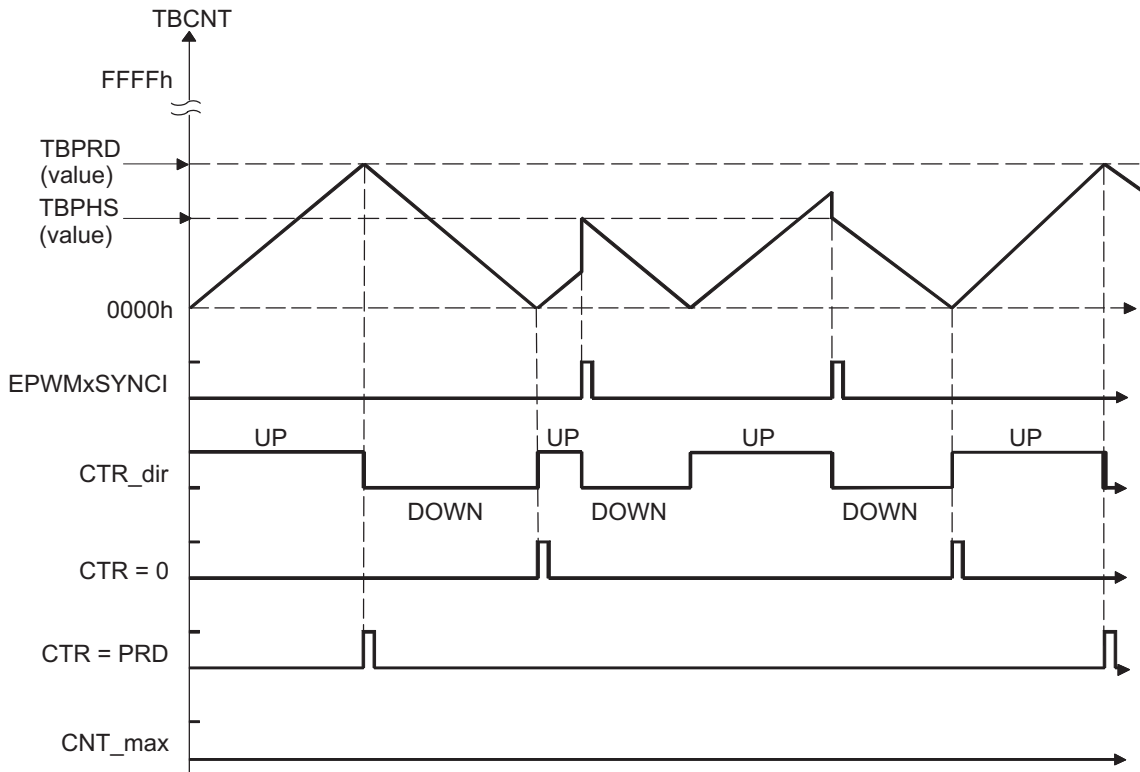 TBCNT
FFFFh
TBPRD
(value)
TBPHS
(value)
0000h
EPWMxSYNCI
UP
UP
UP
UP
CTR_dir
DOWN
DOWN
DOWN
CTR = 0
CTR = PRD
CNT_max